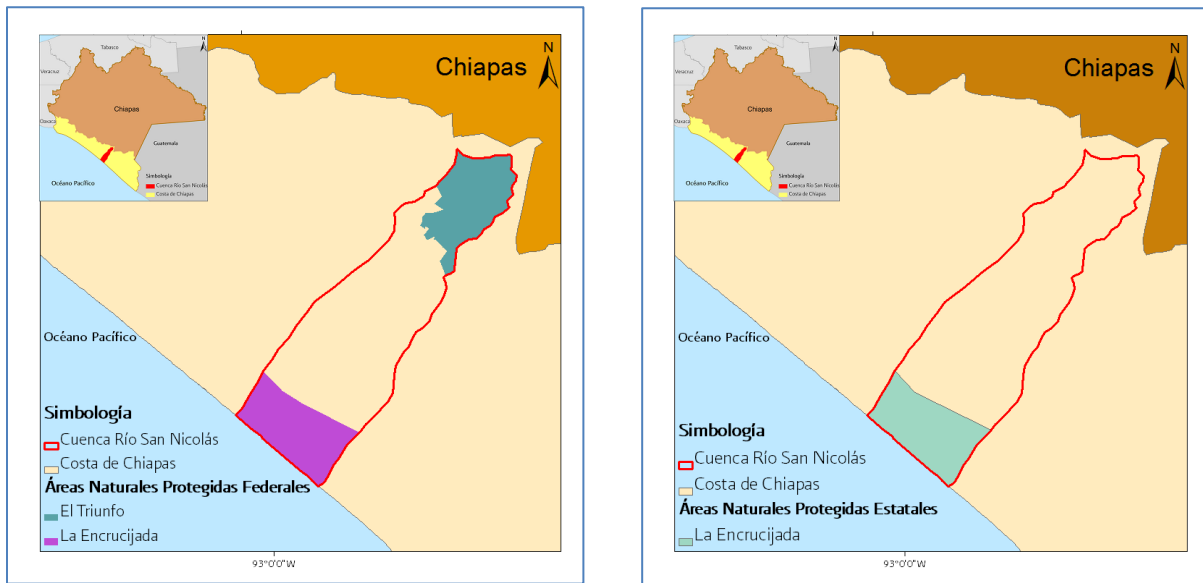 Tabasco
Veracruz
Oaxaca
Chiapas
Guatemala
Océano Pacífico
Simbología
Cuenca Río San Nicolás
Costa de Chiapas
N
Chiapas
N
Océano Pacífico
Simbología
Cuenca Río San Nicolás
Costa de Chiapas
Áreas Naturales Protegidas Federales
El Triunfo
La Encrucijada
93°0'0"W
Tabasco
Veracruz
Oaxaca
Chiapas
Guatemala
Océano Pacífico
Simbología
Cuenca Río San Nicolás
Costa de Chiapas
N
Chiapas
N
Océano Pacífico
Simbología
Cuenca Río San Nicolás
Costa de Chiapas
Áreas Naturales Protegidas Estatales
La Encrucijada
93°0'0"W